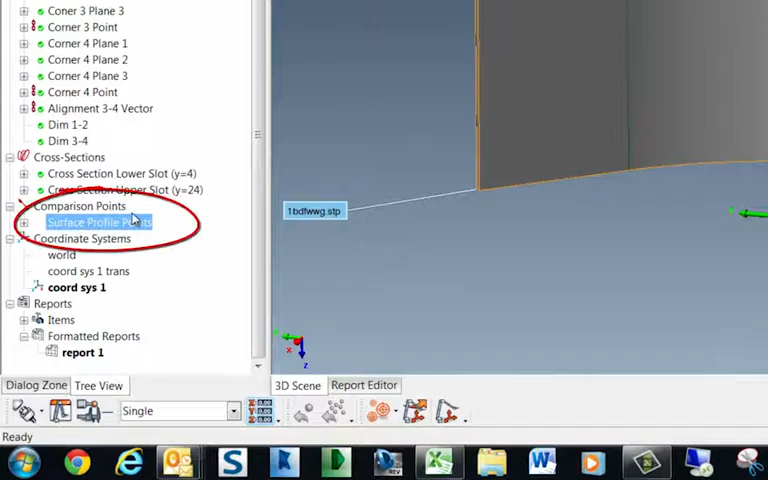 Coner 3 Plane 3
Corner 3 Point
Corner 4 Plane 1
Corner 4 Plane 2
Corner 4 Plane 3
Corner 4 Point
Alignment 3-4 Vector
Dim 1-2
Dim 3-4
Cross-Sections
Cross Section Lower Slot (y=4)
Cross Section Upper Slot (y=24)
Comparison Points
Surface Profile Points
Coordinate Systems
world
coord sys 1 trans
coord sys 1
Reports
Items
Formatted Reports
report 1
1bdfwwg.stp
Y
X
Z
Dialog Zone
Tree View
3D Scene
Report Editor
Single
Ready